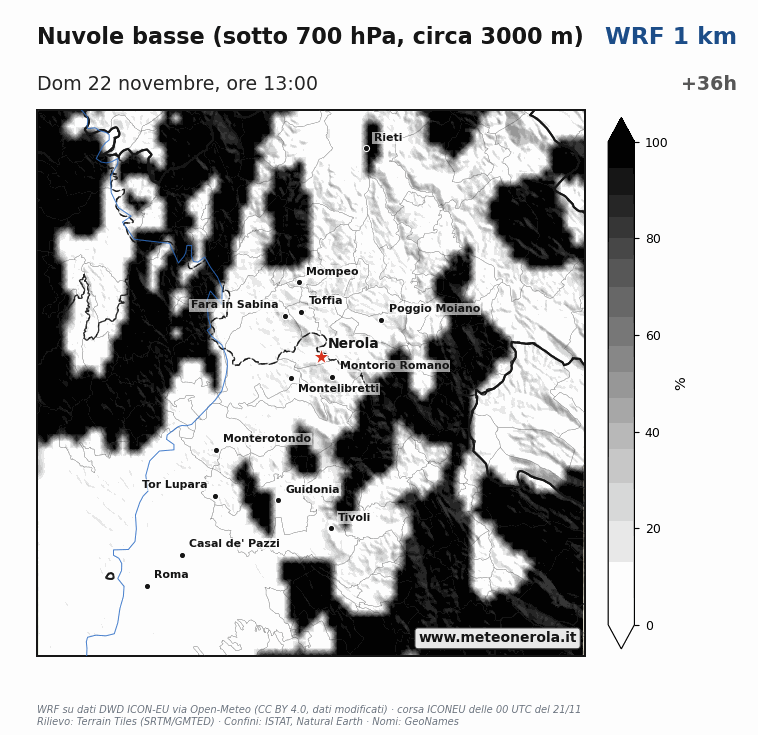 Nuvole basse (sotto 700 hPa, circa 3000 m) WRF 1 km
Dom 22 novembre, ore 13:00 +36h
Rieti
100
80
60
40
20
0
%
Mompeo
Toffia
Fara in Sabina
Poggio Moiano
Nerola
Montorio Romano
Montelibretti
Monterotondo
Tor Lupara
Guidonia
Tivoli
Casal de' Pazzi
Roma
www.meteonerola.it
WRF su dati DWD ICON-EU via Open-Meteo (CC BY 4.0, dati modificati) · corsa ICONEU delle 00 UTC del 21/11
Rilievo: Terrain Tiles (SRTM/GMTED) · Confini: ISTAT, Natural Earth · Nomi: GeoNames